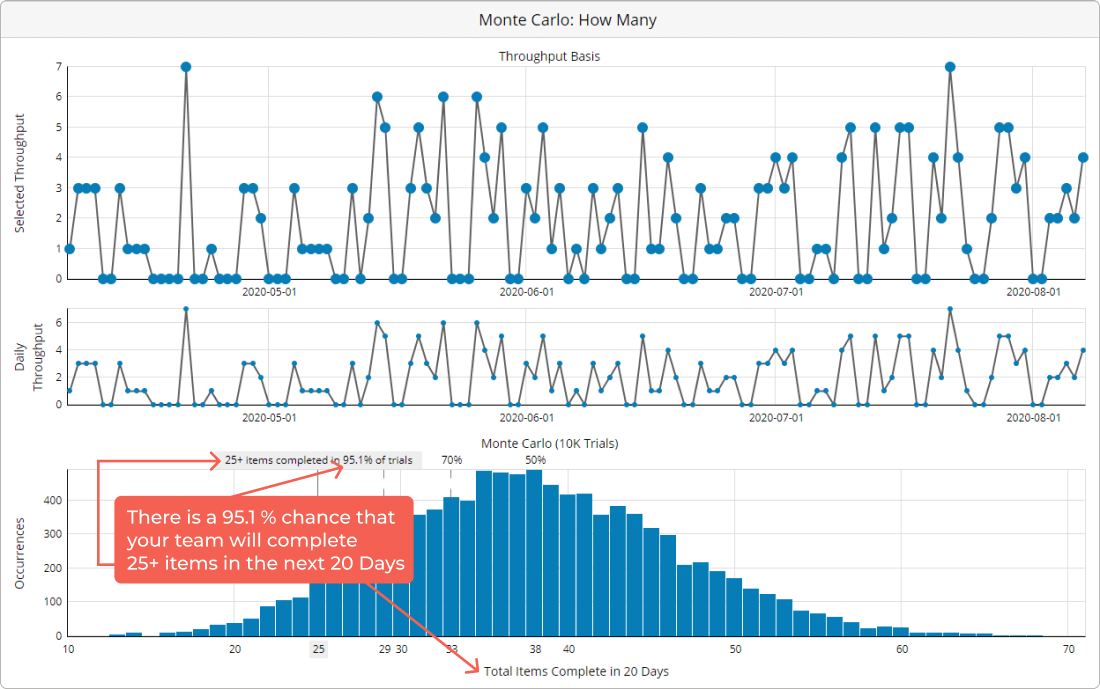 Monte Carlo: How Many
Throughput Basis
Selected Throughput
7
6
5
4
3
2
1
0
2020-05-01 2020-06-01 2020-07-01 2020-08-01
Daily
Throughput
6
4
2
0
2020-05-01 2020-06-01 2020-07-01 2020-08-01
Monte Carlo (10K Trials)
25+ items completed in 95.1% of trials 70% 50%
Occurrences
400
300
200
100
0
There is a 95.1 % chance that
your team will complete
25+ items in the next 20 Days
10 20 25 29 30 33 38 40 50 60 70
Total Items Complete in 20 Days